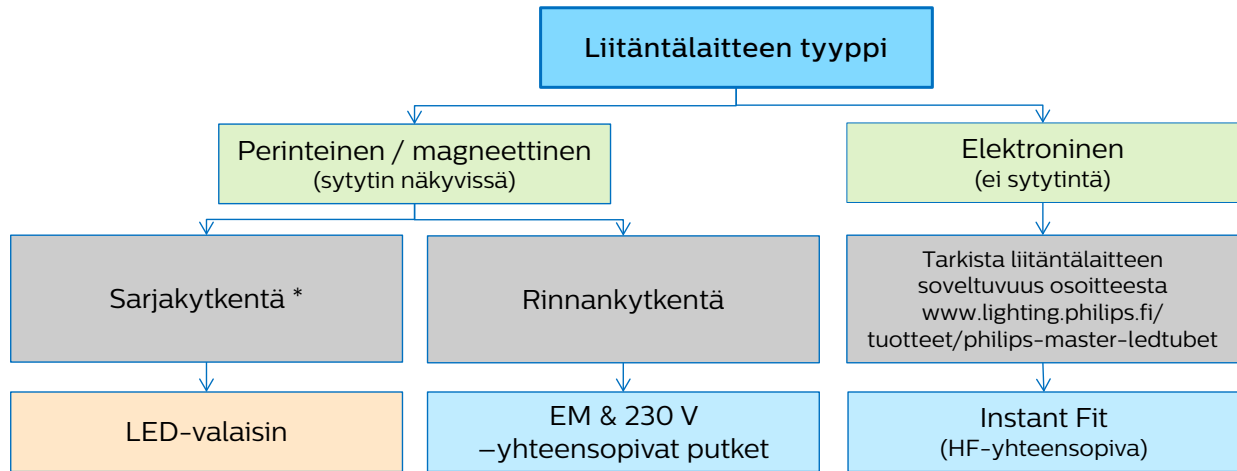 Liitäntälaitteen tyyppi
Perinteinen / magneettinen
(sytytin näkyvissä)
Elektroninen
(ei sytytintä)
Sarjakytkentä *
Rinnankytkentä
Tarkista liitäntälaitteen
soveltuvuus osoitteesta
www.lighting.philips.fi/
tuotteet/philips-master-ledtubet
LED-valaisin
EM & 230 V
–yhteensopivat putket
Instant Fit
(HF-yhteensopiva)